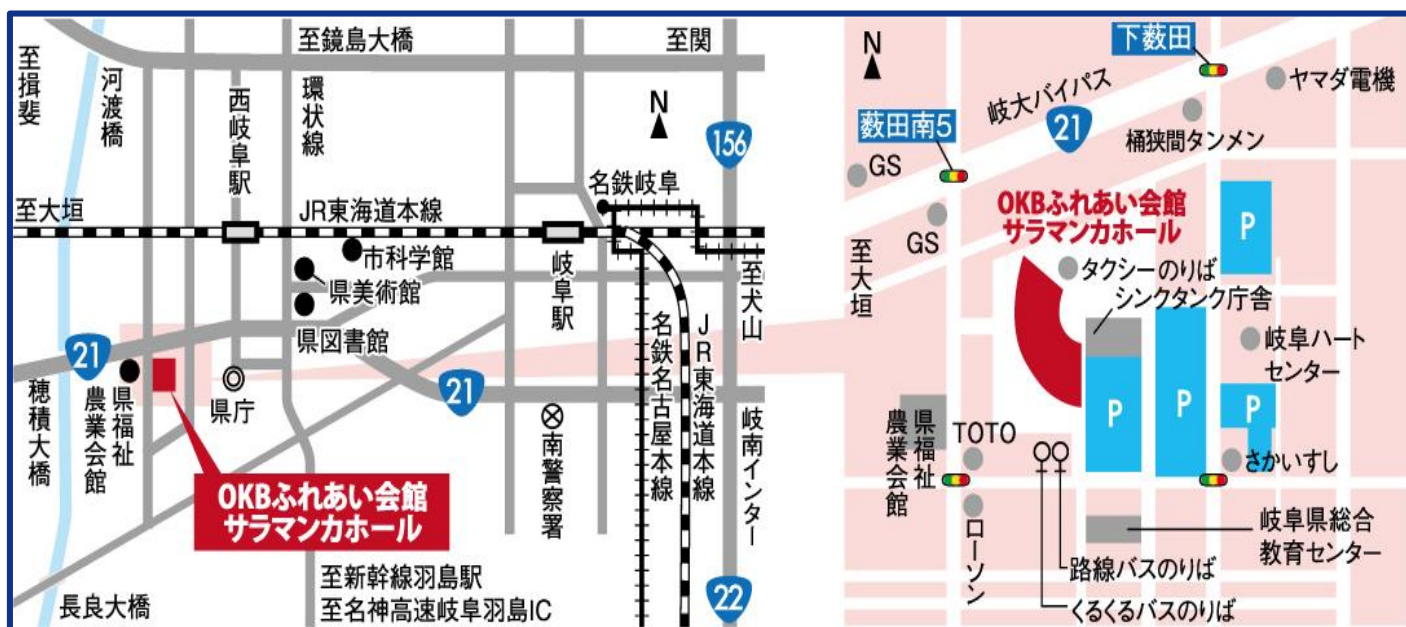 至鏡島大橋
至関
至揖斐
河渡橋
西岐阜駅
環状線
N
156
名鉄岐阜
至大垣
JR東海道本線
市科学館
県美術館
県図書館
岐阜駅
至犬山
21
穂積大橋
県福祉
農業会館
県庁
21
南警察署
名鉄名古屋本線
JR東海道本線
岐南インター
OKBふれあい会館
サラマンカホール
至新幹線羽島駅
至名神高速岐阜羽島IC
長良大橋
22
N
下薮田
ヤマダ電機
岐大バイパス
21
桶狭間タンメン
薮田南5
GS
GS
OKBふれあい会館
サラマンカホール
P
至大垣
タクシーのりば
シンクタンク庁舎
岐阜ハート
センター
P
P
P
県福祉
農業会館
TOTO
さかいすし
ローソン
岐阜県総合
教育センター
路線バスのりば
くるくるバスのりば